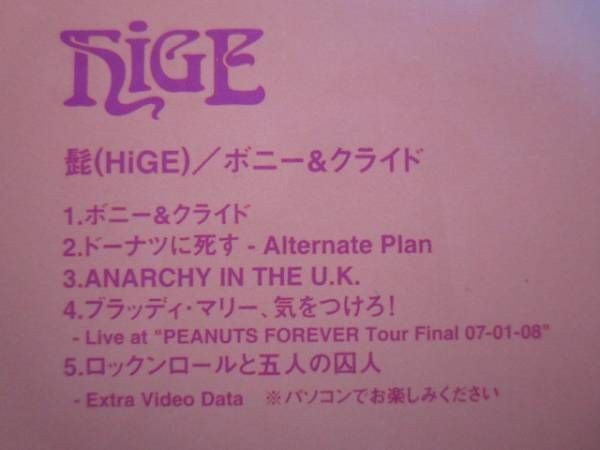 HiGE
髭(HiGE)／ボニー&クライド
1.ボニー&クライド
2.ドーナツに死す - Alternate Plan
3.ANARCHY IN THE U.K.
4.ブラッディ・マリー、気をつけろ!
- Live at "PEANUTS FOREVER Tour Final 07-01-08"
5.ロックンロールと五人の囚人
- Extra Video Data　※パソコンでお楽しみください